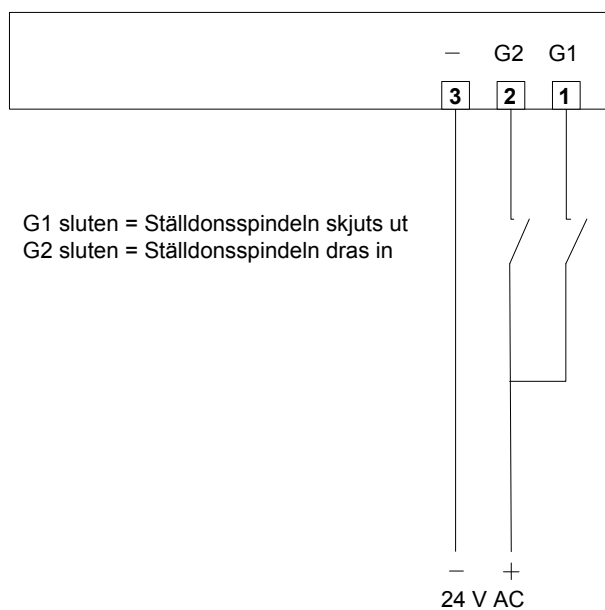 – G2 G1
3 2 1
G1 sluten = Ställdonsspindeln skjuts ut
G2 sluten = Ställdonsspindeln dras in
– +
24 V AC